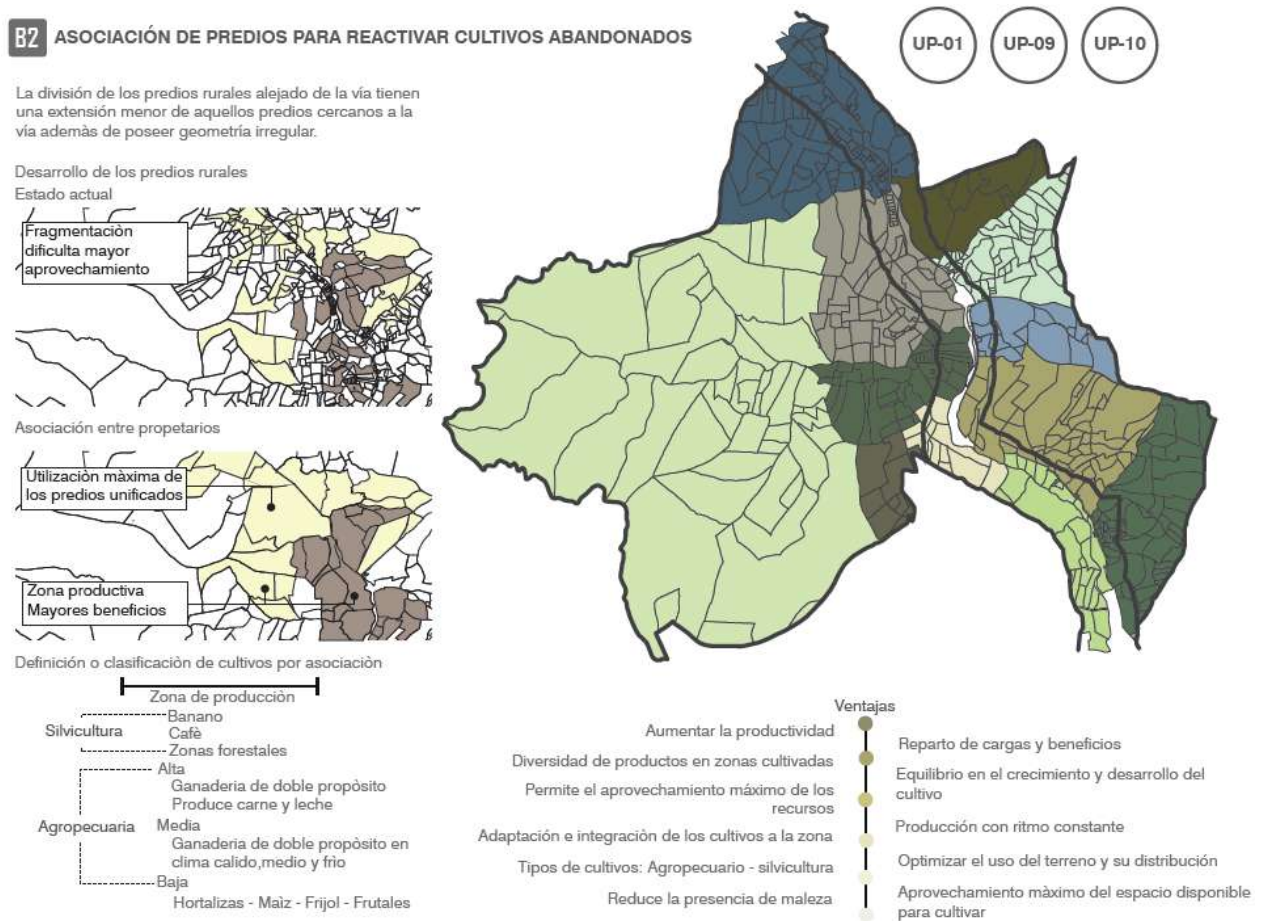 B2 ASOCIACIÓN DE PREDIOS PARA REACTIVAR CULTIVOS ABANDONADOS
UP-01
UP-09
UP-10
La división de los predios rurales alejado de la vía tienen
una extensión menor de aquellos predios cercanos a la
vía ademàs de poseer geometría irregular.
Desarrollo de los predios rurales
Estado actual
Fragmentaciòn
dificulta mayor
aprovechamiento
Asociación entre propetarios
Utilizaciòn màxima de
los predios unificados
Zona productiva
Mayores beneficios
Definición o clasificaciòn de cultivos por asociaciòn
Zona de producciòn
Silvicultura
Banano
Cafè
Zonas forestales
Agropecuaria
Alta
Ganaderia de doble propòsito
Produce carne y leche
Media
Ganaderia de doble propòsito en
clima calido,medio y frìo
Baja
Hortalizas - Maìz - Frijol - Frutales
Ventajas
Aumentar la productividad
Reparto de cargas y beneficios
Diversidad de productos en zonas cultivadas
Equilibrio en el crecimiento y desarrollo del
cultivo
Permite el aprovechamiento máximo de los
recursos
Producción con ritmo constante
Adaptación e integraciòn de los cultivos a la zona
Optimizar el uso del terreno y su distribución
Tipos de cultivos: Agropecuario - silvicultura
Aprovechamiento màximo del espacio disponible
para cultivar
Reduce la presencia de maleza